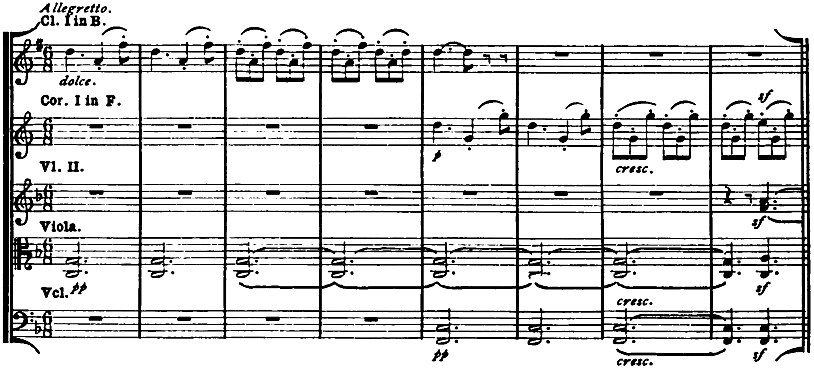 Allegretto.
Cl. I in B.
dolce.
Cor. I in F.
sf
p
cresc.
Vl. II.
sf
Viola.
pp
sf
Vcl.
cresc.
pp
cresc.
sf